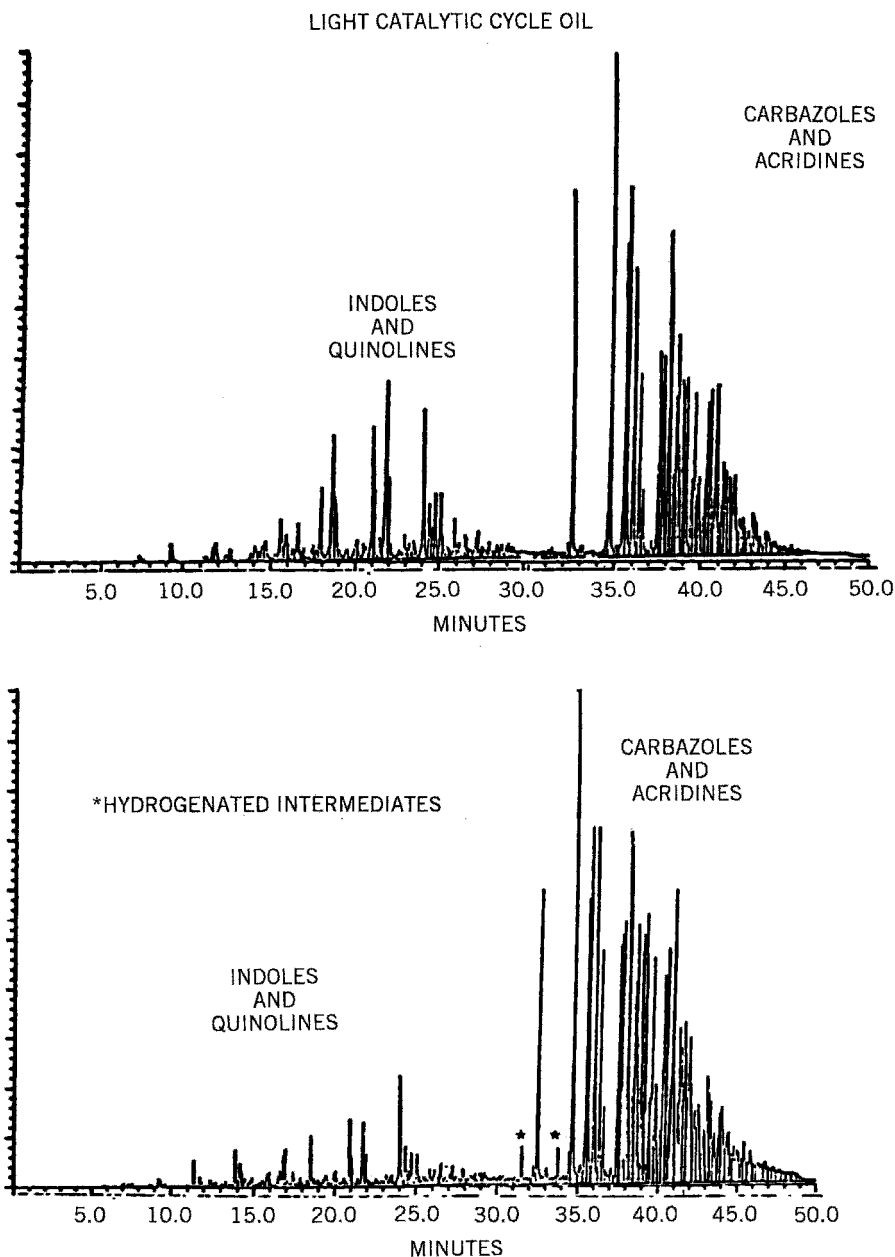 LIGHT CATALYTIC CYCLE OIL
CARBAZOLES
AND
ACRIDINES
INDOLES
AND
QUINOLINES
5.0 10.0 15.0 20.0 25.0 30.0 35.0 40.0 45.0 50.0
MINUTES
CARBAZOLES
AND
ACRIDINES
*HYDROGENATED INTERMEDIATES
INDOLES
AND
QUINOLINES
* *
5.0 10.0 15.0 20.0 25.0 30.0 35.0 40.0 45.0 50.0
MINUTES